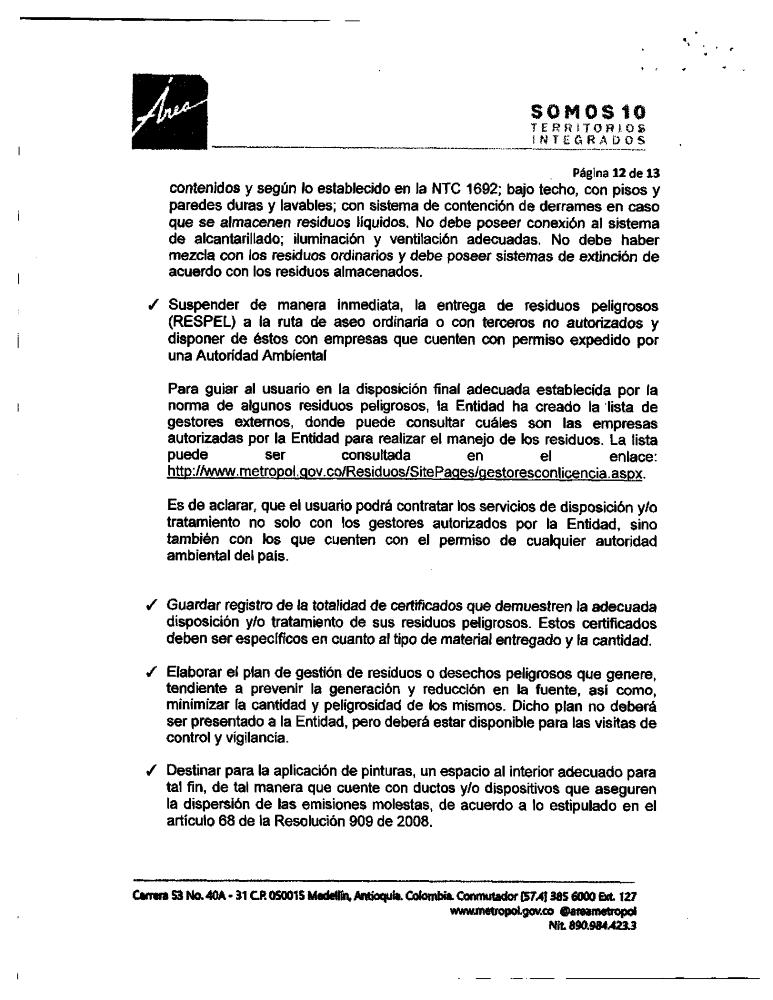 Área
SOMOS 10
TERRITORIOS
INTEGRADOS
Página 12 de 13
contenidos y según lo establecido en la NTC 1692; bajo techo, con pisos y
paredes duras y lavables; con sistema de contención de derrames en caso
que se almacenen residuos líquidos. No debe poseer conexión al sistema
de alcantarillado; iluminación y ventilación adecuadas. No debe haber
mezcla con los residuos ordinarios y debe poseer sistemas de extinción de
acuerdo con los residuos almacenados.
✓ Suspender de manera inmediata, la entrega de residuos peligrosos
(RESPEL) a la ruta de aseo ordinaria o con terceros no autorizados y
disponer de éstos con empresas que cuenten con permiso expedido por
una Autoridad Ambiental
Para guiar al usuario en la disposición final adecuada establecida por la
norma de algunos residuos peligrosos, la Entidad ha creado la lista de
gestores externos, donde puede consultar cuáles son las empresas
autorizadas por la Entidad para realizar el manejo de los residuos. La lista
puede ser consultada en el enlace:
http://www.metropol.gov.co/Residuos/SitePages/gestoresconlicencia.aspx.
Es de aclarar, que el usuario podrá contratar los servicios de disposición y/o
tratamiento no solo con los gestores autorizados por la Entidad, sino
también con los que cuenten con el permiso de cualquier autoridad
ambiental del país.
✓ Guardar registro de la totalidad de certificados que demuestren la adecuada
disposición y/o tratamiento de sus residuos peligrosos. Estos certificados
deben ser específicos en cuanto al tipo de material entregado y la cantidad.
✓ Elaborar el plan de gestión de residuos o desechos peligrosos que genere,
tendiente a prevenir la generación y reducción en la fuente, así como,
minimizar la cantidad y peligrosidad de los mismos. Dicho plan no deberá
ser presentado a la Entidad, pero deberá estar disponible para las visitas de
control y vigilancia.
✓ Destinar para la aplicación de pinturas, un espacio al interior adecuado para
tal fin, de tal manera que cuente con ductos y/o dispositivos que aseguren
la dispersión de las emisiones molestas, de acuerdo a lo estipulado en el
artículo 68 de la Resolución 909 de 2008.
Carrera 53 No. 40A - 31 C.P. 050015 Medellín, Antioquia. Colombia. Conmutador [57.4] 385 6000 Ext. 127
www.metropol.gov.co @areametropol
Nit. 890.984.423.3